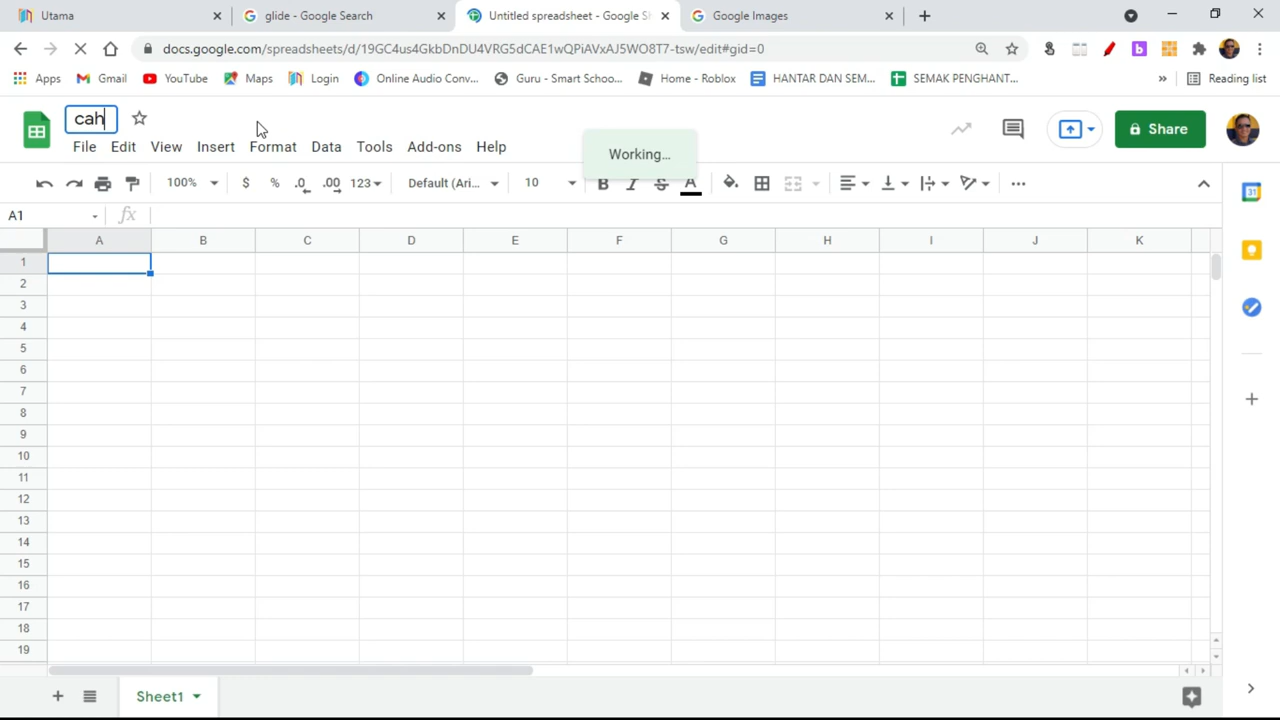 Utama
glide - Google Search
Untitled spreadsheet - Google Sh
Google Images
docs.google.com/spreadsheets/d/19GC4us4GkbDnDU4VRG5dCAE1wQPiAVxAJ5WO8T7-tsw/edit#gid=0
Apps Gmail YouTube Maps Login Online Audio Conv... Guru - Smart Schoo... Home - Roblox HANTAR DAN SEM... SEMAK PENGHANT... » Reading list
cah
File Edit View Insert Format Data Tools Add-ons Help
Working...
Share
100% $ % .0 .00 123 Default (Ari... 10 B I S A
A1 fx
A B C D E F G H I J K
1
2
3
4
5
6
7
8
9
10
11
12
13
14
15
16
17
18
19
Sheet1
31